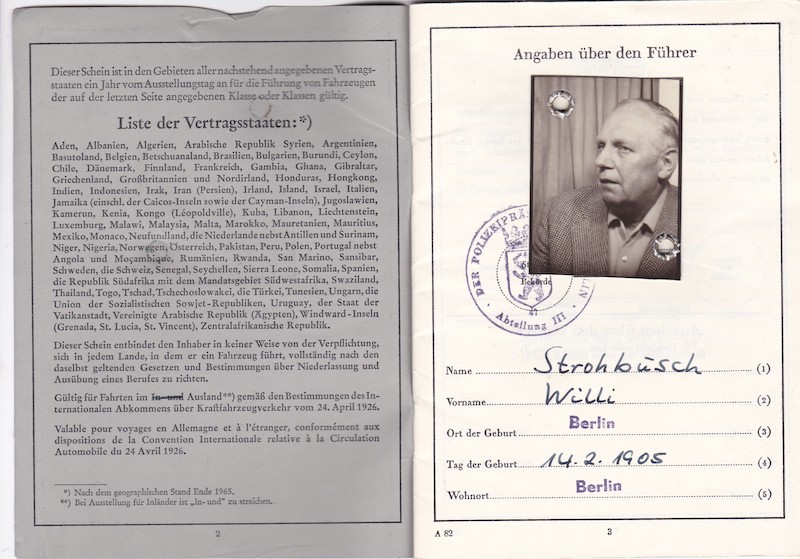 Dieser Schein ist in den Gebieten aller nachstehend angegebenen Vertrags-
staaten ein Jahr vom Ausstellungstag an für die Führung von Fahrzeugen
der auf der letzten Seite angegebenen Klasse oder Klassen gültig.
Liste der Vertragsstaaten:*)
Aden, Albanien, Algerien, Arabische Republik Syrien, Argentinien,
Basutoland, Belgien, Betschuanaland, Brasilien, Bulgarien, Burundi, Ceylon,
Chile, Dänemark, Finnland, Frankreich, Gambia, Ghana, Gibraltar,
Griechenland, Großbritannien und Nordirland, Honduras, Hongkong,
Indien, Indonesien, Irak, Iran (Persien), Irland, Island, Israel, Italien,
Jamaika (einschl. der Caicos-Inseln sowie der Cayman-Inseln), Jugoslawien,
Kamerun, Kenia, Kongo (Léopoldville), Kuba, Libanon, Liechtenstein,
Luxemburg, Malawi, Malaysia, Malta, Marokko, Mauretanien, Mauritius,
Mexiko, Monaco, Neufundland, die Niederlande nebst Antillen und Surinam,
Niger, Nigeria, Norwegen, Österreich, Pakistan, Peru, Polen, Portugal nebst
Angola und Moçambique, Rumänien, Rwanda, San Marino, Sansibar,
Schweden, die Schweiz, Senegal, Seychellen, Sierra Leone, Somalia, Spanien,
die Republik Südafrika mit dem Mandatsgebiet Südwestafrika, Swaziland,
Thailand, Togo, Tschad, Tschechoslowakei, die Türkei, Tunesien, Ungarn, die
Union der Sozialistischen Sowjet-Republiken, Uruguay, der Staat der
Vatikanstadt, Vereinigte Arabische Republik (Ägypten), Windward-Inseln
(Grenada, St. Lucia, St. Vincent), Zentralafrikanische Republik.
Dieser Schein entbindet den Inhaber in keiner Weise von der Verpflichtung,
sich in jedem Lande, in dem er ein Fahrzeug führt, vollständig nach den
daselbst geltenden Gesetzen und Bestimmungen über Niederlassung und
Ausübung eines Berufes zu richten.
Gültig für Fahrten im In- und Ausland**) gemäß den Bestimmungen des In-
ternationalen Abkommens über Kraftfahrzeugverkehr vom 24. April 1926.
Valable pour voyages en Allemagne et à l'étranger, conformément aux
dispositions de la Convention Internationale relative à la Circulation
Automobile du 24 Avril 1926.
*) Nach dem geographischen Stand Ende 1965.
**) Bei Ausstellung für Inländer ist „In- und" zu streichen.
2
Angaben über den Führer
DER POLIZEIPRÄ
LIN
Behörde
47
Abteilung III
Name Strohbusch (1)
Vorname Willi (2)
Ort der Geburt Berlin (3)
Tag der Geburt 14.2.1905 (4)
Wohnort Berlin (5)
A 82
3